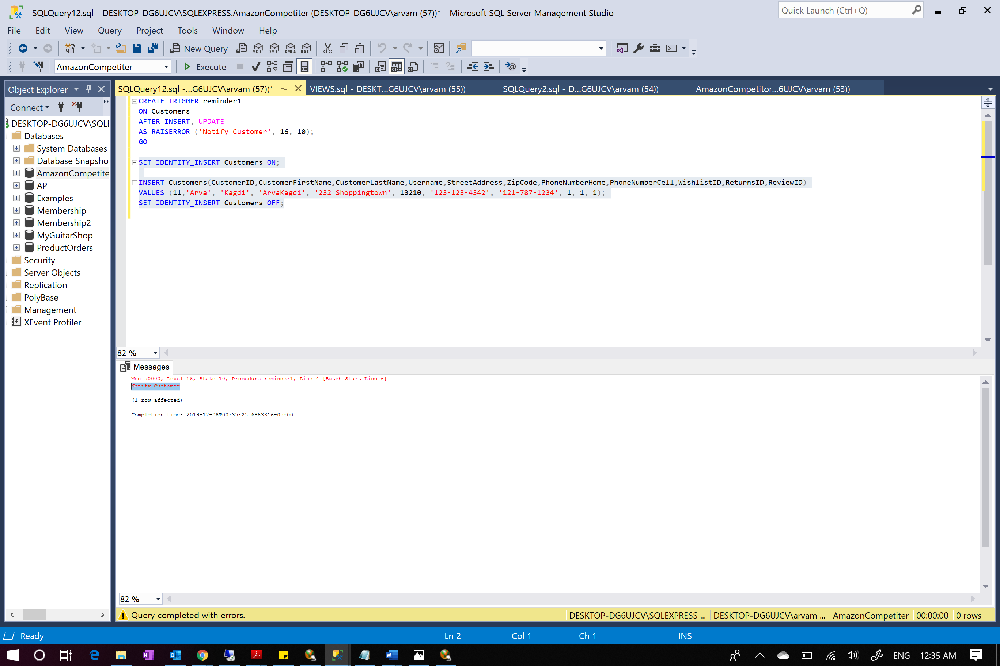 SQLQuery12.sql - DESKTOP-DG6UJCV\SQLEXPRESS.AmazonCompetiter (DESKTOP-DG6UJCV\arvam (57))* - Microsoft SQL Server Management Studio
Quick Launch (Ctrl+Q)
File Edit View Query Project Tools Window Help
New Query MDX DMX XMLA DAX
AmazonCompetiter Execute
Object Explorer
SQLQuery12.sql -...G6UJCV\arvam (57))* VIEWS.sql - DESKT...G6UJCV\arvam (55)) SQLQuery2.sql - D...G6UJCV\arvam (54)) AmazonCompetitor...6UJCV\arvam (53))
Connect
DESKTOP-DG6UJCV\SQLE
Databases
System Databases
Database Snapsho
AmazonCompetite
AP
Examples
Membership
Membership2
MyGuitarShop
ProductOrders
Security
Server Objects
Replication
PolyBase
Management
XEvent Profiler
CREATE TRIGGER reminder1
ON Customers
AFTER INSERT, UPDATE
AS RAISERROR ('Notify Customer', 16, 10);
GO
SET IDENTITY_INSERT Customers ON;
INSERT Customers(CustomerID,CustomerFirstName,CustomerLastName,Username,StreetAddress,ZipCode,PhoneNumberHome,PhoneNumberCell,WishlistID,ReturnsID,ReviewID)
VALUES (11,'Arva', 'Kagdi', 'ArvaKagdi', '232 Shoppingtown', 13210, '123-123-4342', '121-787-1234', 1, 1, 1);
SET IDENTITY_INSERT Customers OFF;
82 %
Messages
Msg 50000, Level 16, State 10, Procedure reminder1, Line 4 [Batch Start Line 6]
Notify Customer
(1 row affected)
Completion time: 2019-12-08T00:35:25.6983316-05:00
82 %
Query completed with errors. DESKTOP-DG6UJCV\SQLEXPRESS ... DESKTOP-DG6UJCV\arvam ... AmazonCompetiter 00:00:00 0 rows
Ready Ln 2 Col 1 Ch 1 INS
ENG 12:35 AM